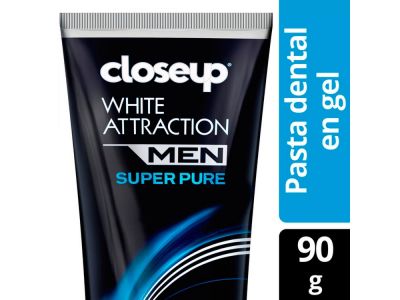 closeup®
WHITE
ATTRACTION
MEN
SUPER PURE
Pasta dental
en gel
90
g